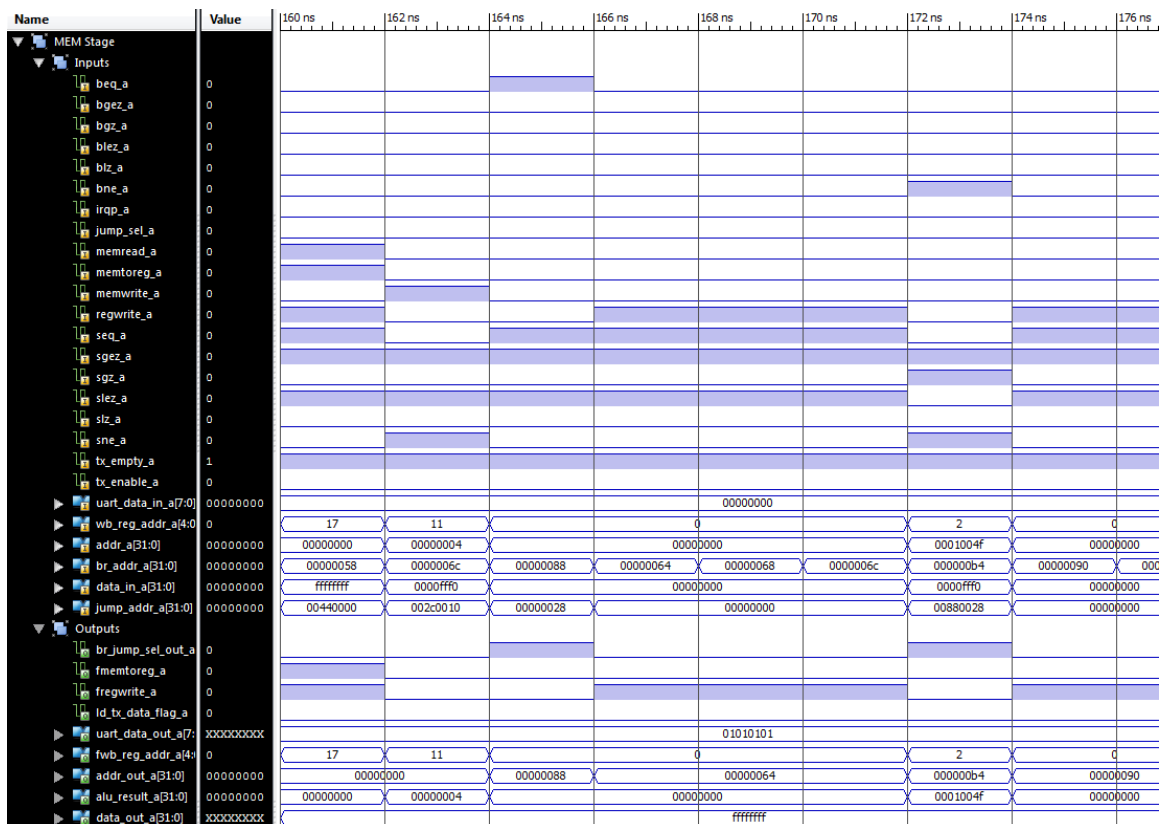 Name Value 160 ns 162 ns 164 ns 166 ns 168 ns 170 ns 172 ns 174 ns 176 ns
MEM Stage
Inputs
beq_a 0
bgez_a 0
bgz_a 0
blez_a 0
blz_a 0
bne_a 0
irqp_a 0
jump_sel_a 0
memread_a 0
memtoreg_a 0
memwrite_a 0
regwrite_a 0
seq_a 0
sgez_a 0
sgz_a 0
slez_a 0
slz_a 0
sne_a 0
tx_empty_a 1
tx_enable_a 0
uart_data_in_a[7:0] 00000000 00000000
wb_reg_addr_a[4:0 0 17 11 0 2 0
addr_a[31:0] 00000000 00000000 00000004 00000000 0001004f 00000000
br_addr_a[31:0] 00000000 00000058 0000006c 00000088 00000064 00000068 0000006c 000000b4 00000090 000
data_in_a[31:0] 00000000 ffffffff 0000fff0 00000000 0000fff0 00000000
jump_addr_a[31:0] 00000000 00440000 002c0010 00000028 00000000 00880028 00000000
Outputs
br_jump_sel_out_a 0
fmemtoreg_a 0
fregwrite_a 0
ld_tx_data_flag_a 0
uart_data_out_a[7: XXXXXXXX 01010101
fwb_reg_addr_a[4: 0 17 11 0 2 0
addr_out_a[31:0] 00000000 00000000 00000088 00000064 000000b4 00000090
alu_result_a[31:0] 00000000 00000000 00000004 00000000 0001004f 00000000
data_out_a[31:0] XXXXXXXX ffffffff